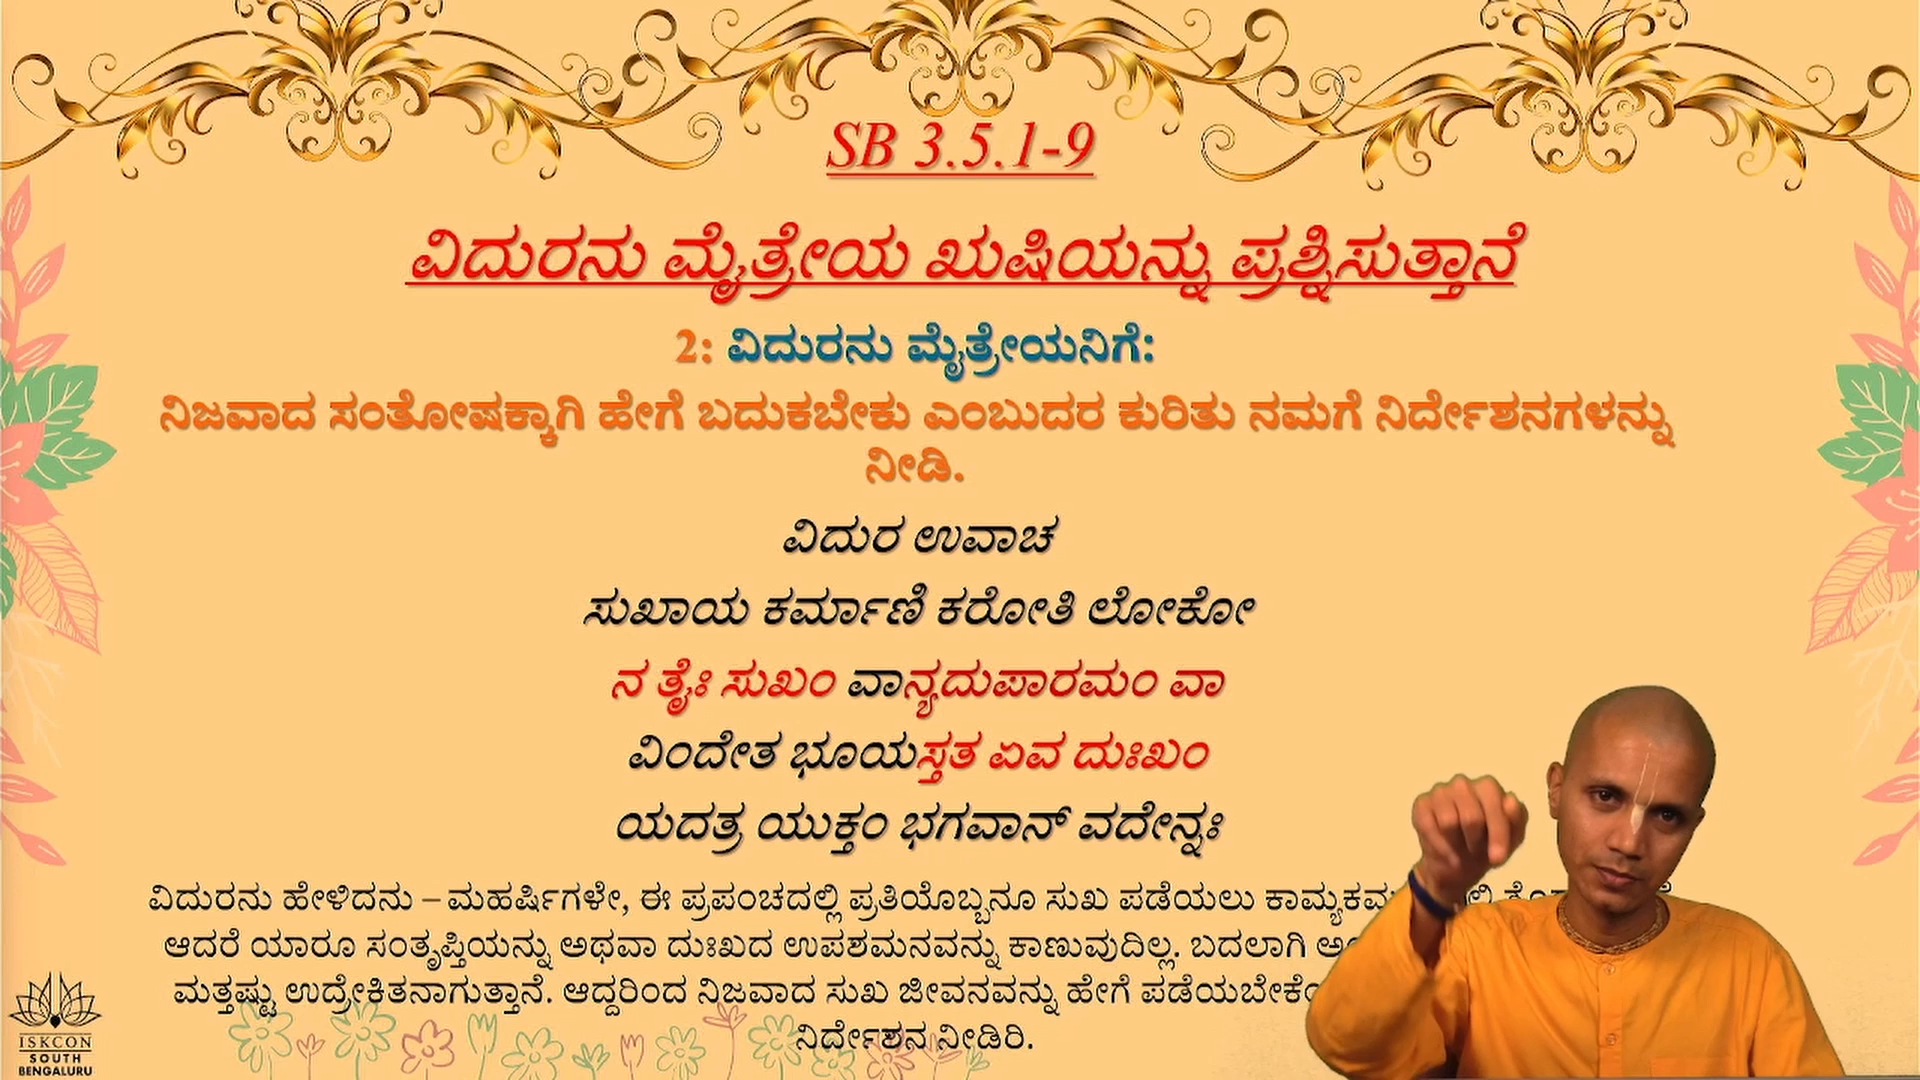 SB 3.5.1-9
ವಿದುರನು ಮೈತ್ರೇಯ ಋಷಿಯನ್ನು ಪ್ರಶ್ನಿಸುತ್ತಾನೆ
2: ವಿದುರನು ಮೈತ್ರೇಯನಿಗೆ:
ನಿಜವಾದ ಸಂತೋಷಕ್ಕಾಗಿ ಹೇಗೆ ಬದುಕಬೇಕು ಎಂಬುದರ ಕುರಿತು ನಮಗೆ ನಿರ್ದೇಶನಗಳನ್ನು
ನೀಡಿ.
ವಿದುರ ಉವಾಚ
ಸುಖಾಯ ಕರ್ಮಾಣಿ ಕರೋತಿ ಲೋಕೋ
ನ ತೈಃ ಸುಖಂ ವಾನ್ಯದುಪಾರಮಂ ವಾ
ವಿಂದೇತ ಭೂಯಸ್ತತ ಏವ ದುಃಖಂ
ಯದತ್ರ ಯುಕ್ತಂ ಭಗವಾನ್ ವದೇನ್ನಃ
ವಿದುರನು ಹೇಳಿದನು – ಮಹರ್ಷಿಗಳೇ, ಈ ಪ್ರಪಂಚದಲ್ಲಿ ಪ್ರತಿಯೊಬ್ಬನೂ ಸುಖ ಪಡೆಯಲು
ಆದರೆ ಯಾರೂ ಸಂತೃಪ್ತಿಯನ್ನು ಅಥವಾ ದುಃಖದ ಉಪಶಮನವನ್ನು ಕಾಣುವುದಿಲ್ಲ. ಬದಲಾಗಿ
ಮತ್ತಷ್ಟು ಉದ್ರೇಕಿತನಾಗುತ್ತಾನೆ. ಆದ್ದರಿಂದ ನಿಜವಾದ ಸುಖ ಜೀವನವನ್ನು ಹೇಗೆ
ನಿರ್ದೇಶನ ನೀಡಿರಿ.
ISKCON
SOUTH
BENGALURU